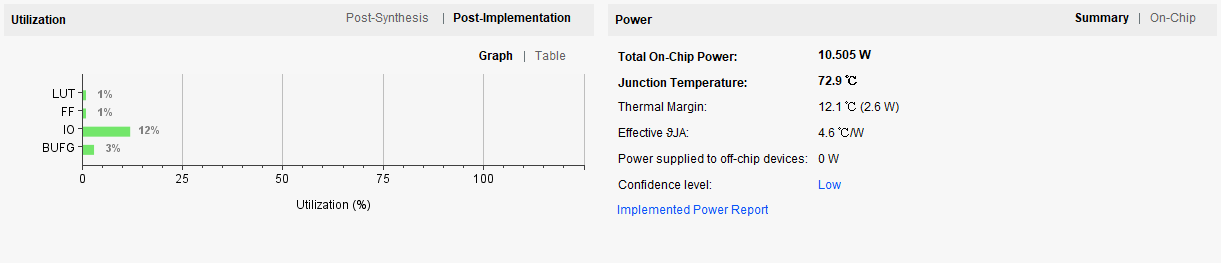 Utilization
Post-Synthesis | Post-Implementation
Graph | Table
LUT 1%
FF 1%
IO 12%
BUFG 3%
0 25 50 75 100
Utilization (%)
Power
Summary | On-Chip
Total On-Chip Power: 10.505 W
Junction Temperature: 72.9 ℃
Thermal Margin: 12.1 ℃ (2.6 W)
Effective ϑJA: 4.6 ℃/W
Power supplied to off-chip devices: 0 W
Confidence level: Low
Implemented Power Report